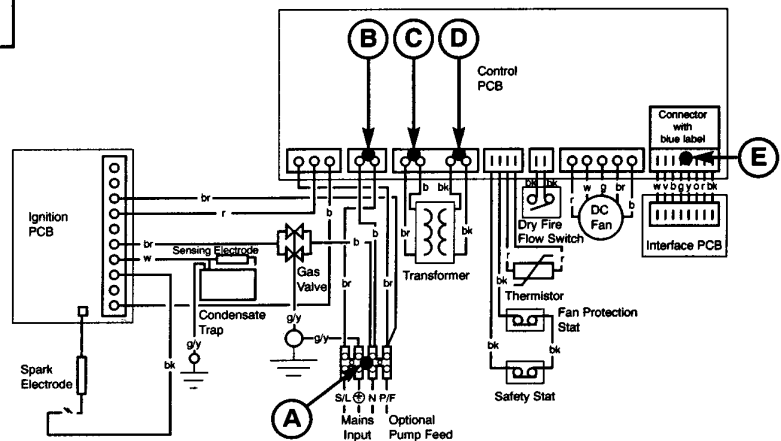 B
C
D
Control
PCB
Connector
with
blue label
E
bk
b
b
bk
bk
bk
r
w
g
br
b
w v b g y o r bk
Ignition
PCB
br
r
br
w
Sensing Electrode
Gas
Valve
b
b
br
br
br
bk
Transformer
Dry Fire
Flow Switch
DC
Fan
Interface PCB
r
r
Thermistor
bk
Condensate
Trap
g/y
g/y
g/y
Fan Protection
Stat
bk
bk
Spark
Electrode
bk
Safety Stat
A
S/L N P/F
Mains
Input
Optional
Pump Feed